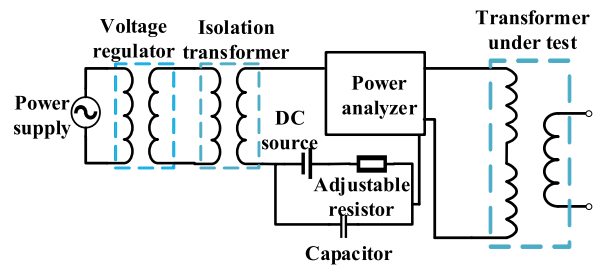 Voltage
regulator
Isolation
transformer
Transformer
under test
Power
supply
Power
analyzer
DC
source
Adjustable
resistor
Capacitor